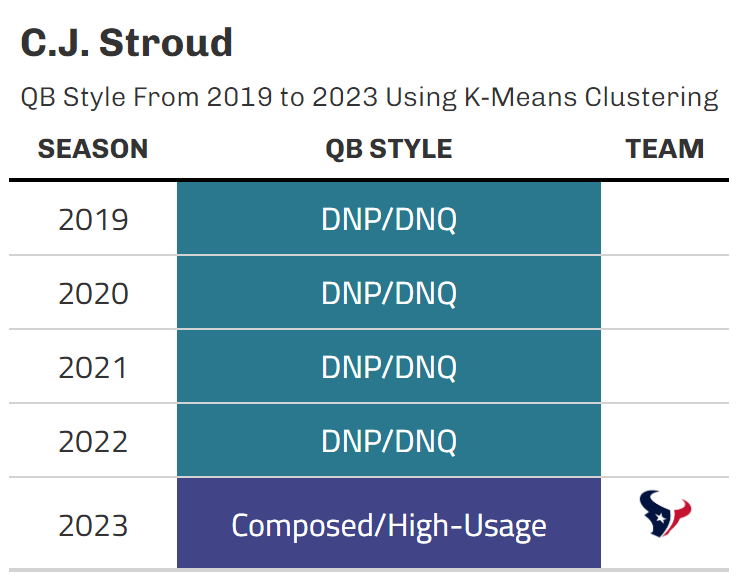 C.J. Stroud
QB Style From 2019 to 2023 Using K-Means Clustering
SEASON QB STYLE TEAM
2019 DNP/DNQ
2020 DNP/DNQ
2021 DNP/DNQ
2022 DNP/DNQ
2023 Composed/High-Usage